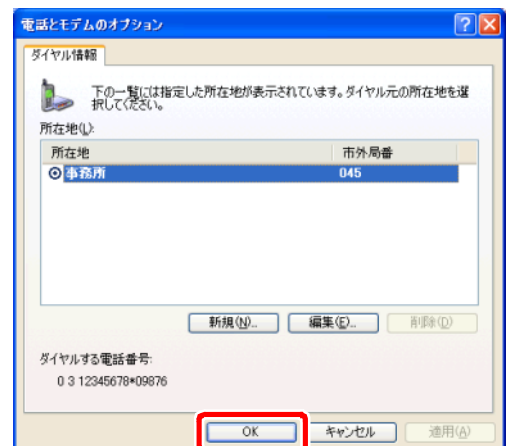 電話とモデムのオプション
ダイヤル情報
下の一覧には指定した所在地が表示されています。ダイヤル元の所在地を選
択してください。
所在地(L):
所在地 市外局番
事務所 045
新規(N)... 編集(E)... 削除(D)
ダイヤルする電話番号:
0 3 12345678*09876
OK キャンセル 適用(A)